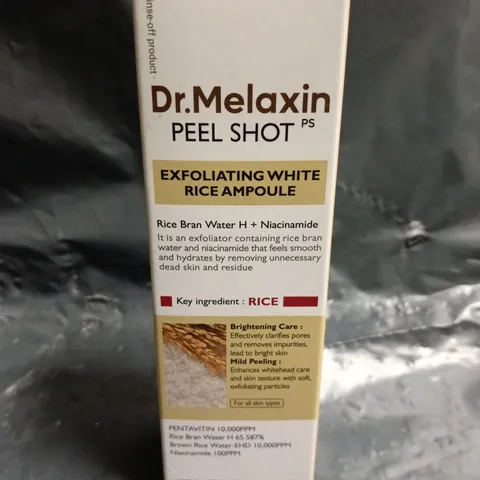 inse-off product ·
Dr.Melaxin
PEEL SHOT PS
EXFOLIATING WHITE
RICE AMPOULE
Rice Bran Water H + Niacinamide
It is an exfoliator containing rice bran
water and niacinamide that feels smooth
and hydrates by removing unnecessary
dead skin and residue
Key ingredient : RICE
Brightening Care :
Effectively clarifies pores
and removes impurities,
lead to bright skin
Mild Peeling :
Enhances whitehead care
and skin texture with soft,
exfoliating particles
For all skin types
PENTAVITIN 10,000PPM
Rice Bran Water H 65.587%
Brown Rice Water-EHD 10,000PPM
Niacinamide 100PPM